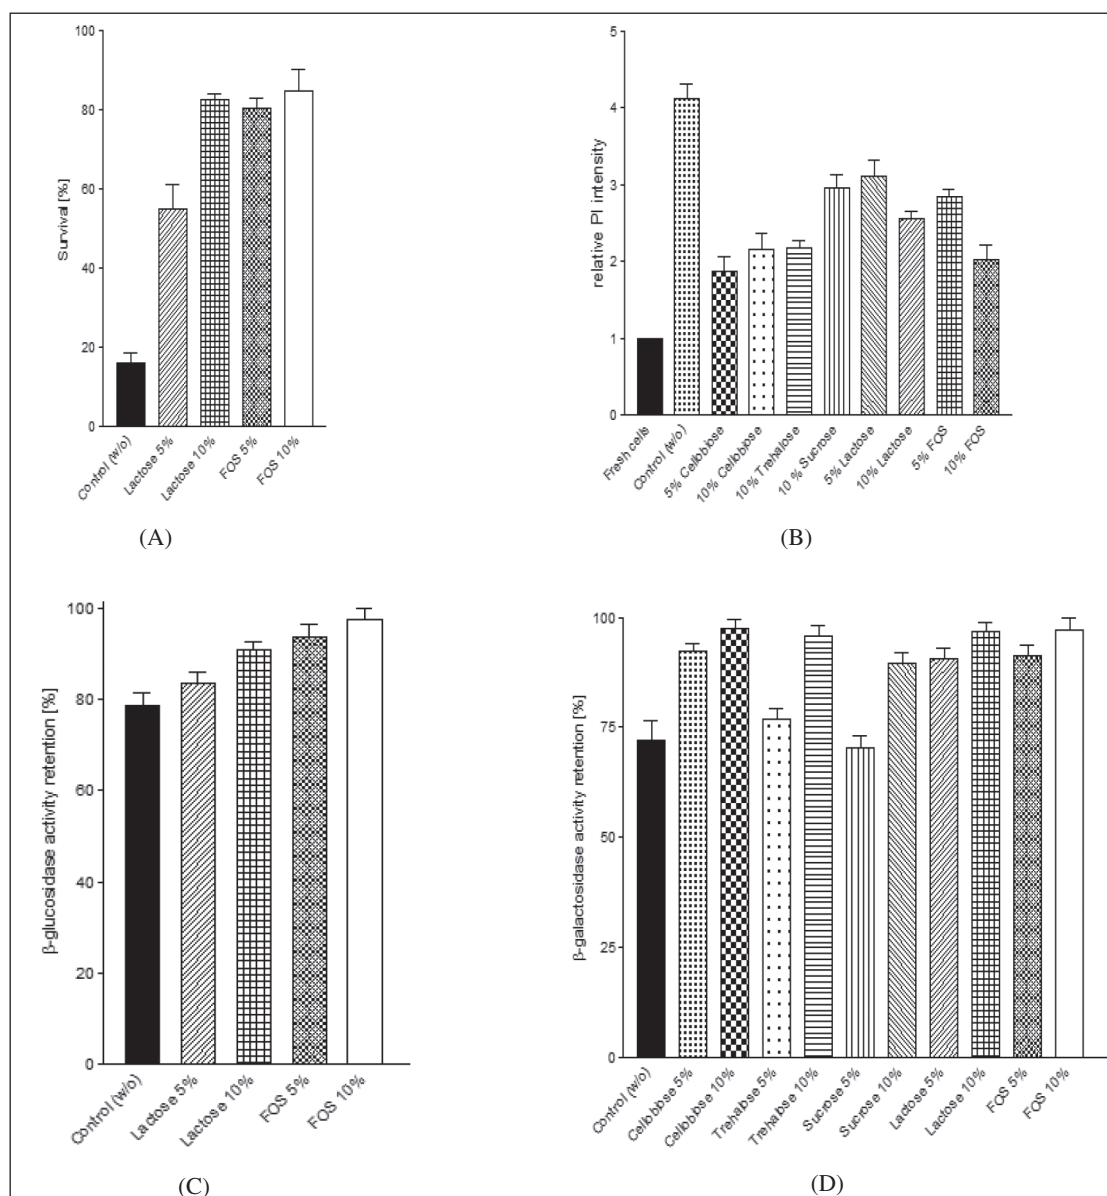 100
80
60
40
20
0
Survival [%]
Control (w/o)
Lactose 5%
Lactose 10%
FOS 5%
FOS 10%
(A)
5
4
3
2
1
0
relative PI intensity
Fresh cells
Control (w/o)
5% Cellobiose
10% Cellobiose
10% Trehalose
10 % Sucrose
5% Lactose
10% Lactose
5% FOS
10% FOS
(B)
100
80
60
40
20
0
β-glucosidase activity retention [%]
Control (w/o)
Lactose 5%
Lactose 10%
FOS 5%
FOS 10%
(C)
100
75
50
25
0
β-galactosidase activity retention [%]
Control (w/o)
Cellobiose 5%
Cellobiose 10%
Trehalose 5%
Trehalose 10%
Sucrose 5%
Sucrose 10%
Lactose 5%
Lactose 10%
FOS 5%
FOS 10%
(D)